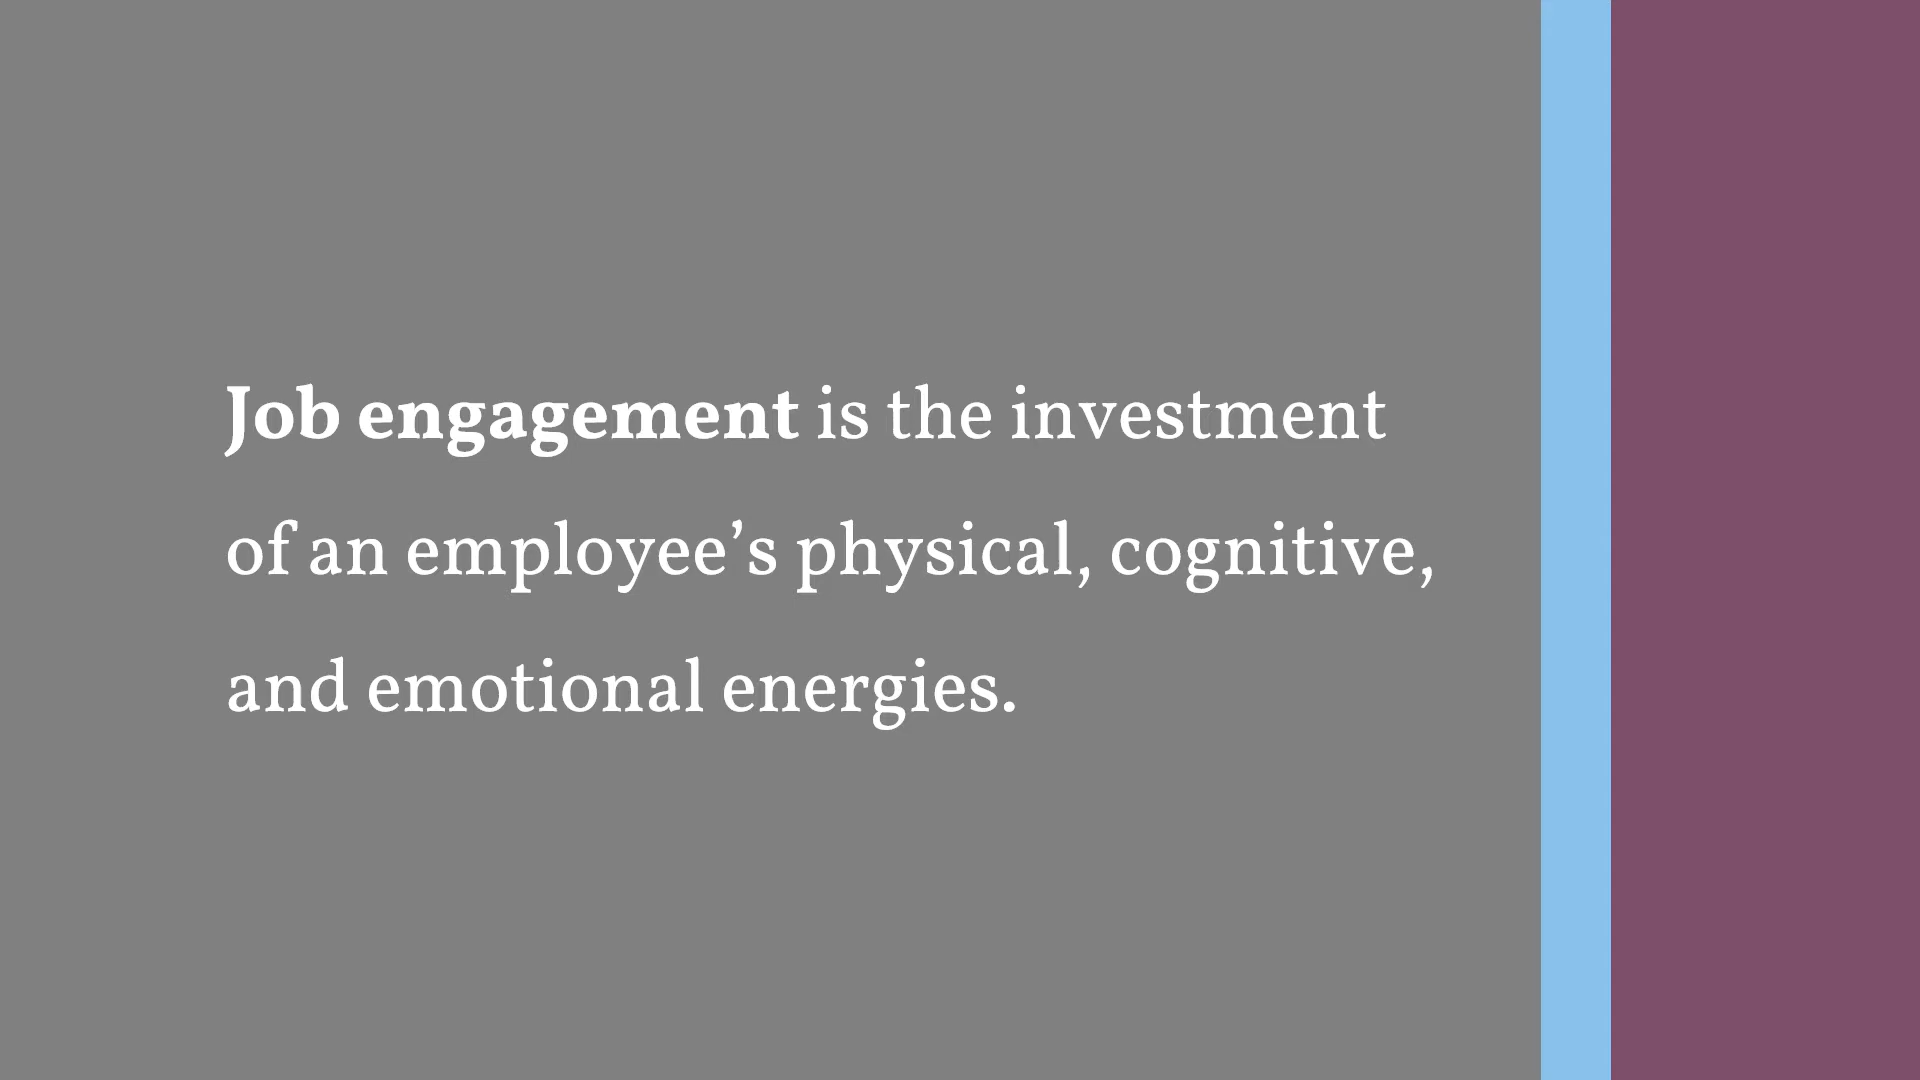 Job engagement is the investment
of an employee’s physical, cognitive,
and emotional energies.